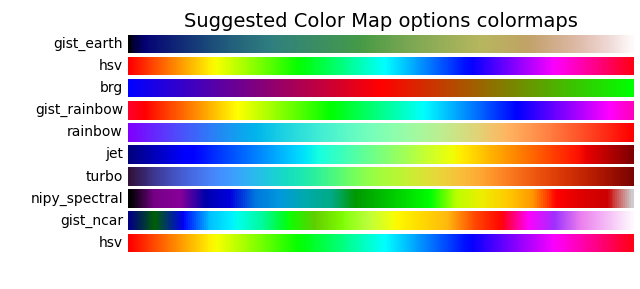 Suggested Color Map options colormaps
gist_earth
hsv
brg
gist_rainbow
rainbow
jet
turbo
nipy_spectral
gist_ncar
hsv